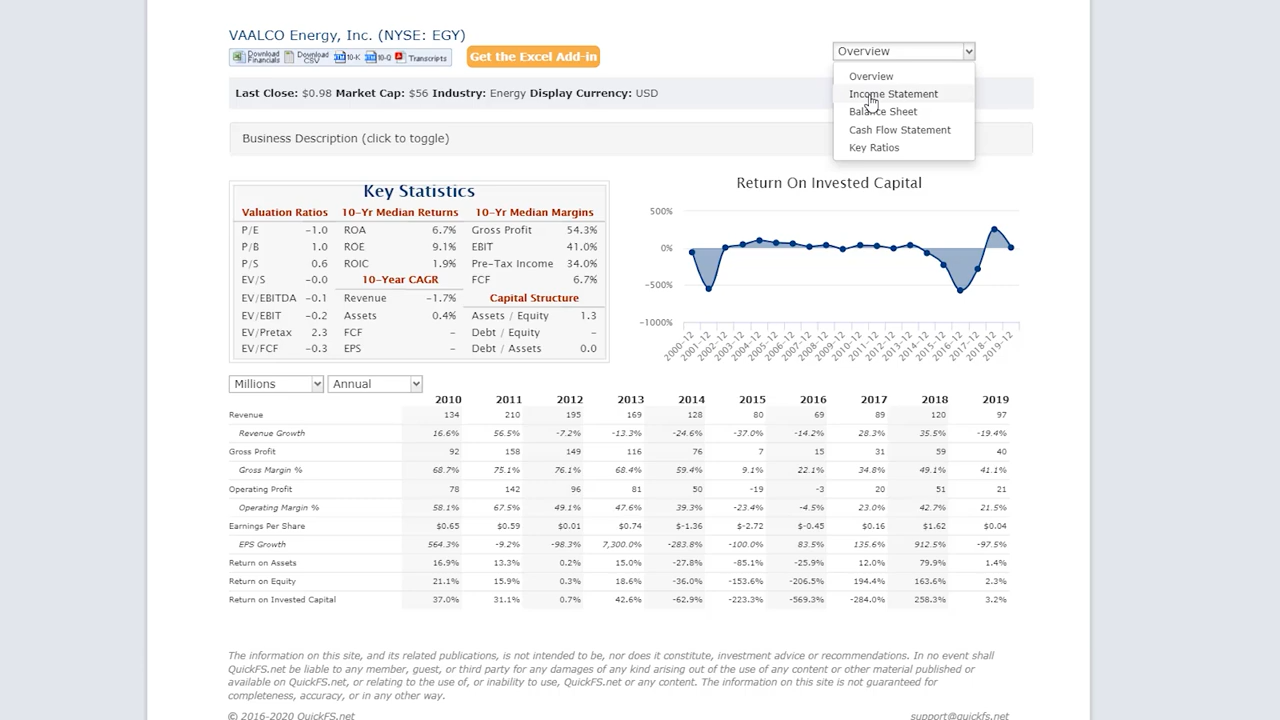 VAALCO Energy, Inc. (NYSE: EGY)
Download Financials Download CSV 10-K 10-Q Transcripts Get the Excel Add-in
Overview
Overview
Income Statement
Balance Sheet
Cash Flow Statement
Key Ratios
Last Close: $0.98 Market Cap: $56 Industry: Energy Display Currency: USD
Business Description (click to toggle)
Key Statistics
Valuation Ratios 10-Yr Median Returns 10-Yr Median Margins
P/E -1.0 ROA 6.7% Gross Profit 54.3%
P/B 1.0 ROE 9.1% EBIT 41.0%
P/S 0.6 ROIC 1.9% Pre-Tax Income 34.0%
EV/S -0.0 10-Year CAGR FCF 6.7%
EV/EBITDA -0.1 Revenue -1.7% Capital Structure
EV/EBIT -0.2 Assets 0.4% Assets / Equity 1.3
EV/Pretax 2.3 FCF - Debt / Equity -
EV/FCF -0.3 EPS - Debt / Assets 0.0
Return On Invested Capital
500%
0%
-500%
-1000%
2000-12 2001-12 2002-12 2003-12 2004-12 2005-12 2006-12 2007-12 2008-12 2009-12 2010-12 2011-12 2012-12 2013-12 2014-12 2015-12 2016-12 2017-12 2018-12 2019-12
Millions Annual
2010 2011 2012 2013 2014 2015 2016 2017 2018 2019
Revenue 134 210 195 169 128 80 69 89 120 97
Revenue Growth 16.6% 56.5% -7.2% -13.3% -24.6% -37.0% -14.2% 28.3% 35.5% -19.4%
Gross Profit 92 158 149 116 76 7 15 31 59 40
Gross Margin % 68.7% 75.1% 76.1% 68.4% 59.4% 9.1% 22.1% 34.8% 49.1% 41.1%
Operating Profit 78 142 96 81 50 -19 -3 20 51 21
Operating Margin % 58.1% 67.5% 49.1% 47.6% 39.3% -23.4% -4.5% 23.0% 42.7% 21.5%
Earnings Per Share $0.65 $0.59 $0.01 $0.74 $-1.36 $-2.72 $-0.45 $0.16 $1.62 $0.04
EPS Growth 564.3% -9.2% -98.3% 7,300.0% -283.8% -100.0% 83.5% 135.6% 912.5% -97.5%
Return on Assets 16.9% 13.3% 0.2% 15.0% -27.8% -85.1% -25.9% 12.0% 79.9% 1.4%
Return on Equity 21.1% 15.9% 0.3% 18.6% -36.0% -153.6% -206.5% 194.4% 163.6% 2.3%
Return on Invested Capital 37.0% 31.1% 0.7% 42.6% -62.9% -223.3% -569.3% -284.0% 258.3% 3.2%
The information on this site, and its related publications, is not intended to be, nor does it constitute, investment advice or recommendations. In no event shall
QuickFS.net be liable to any member, guest, or third party for any damages of any kind arising out of the use of any content or other material published or
available on QuickFS.net, or relating to the use of, or inability to use, QuickFS.net or any content. The information on this site is not guaranteed for
completeness, accuracy, or in any other way.
© 2016-2020 QuickFS.net support@quickfs.net